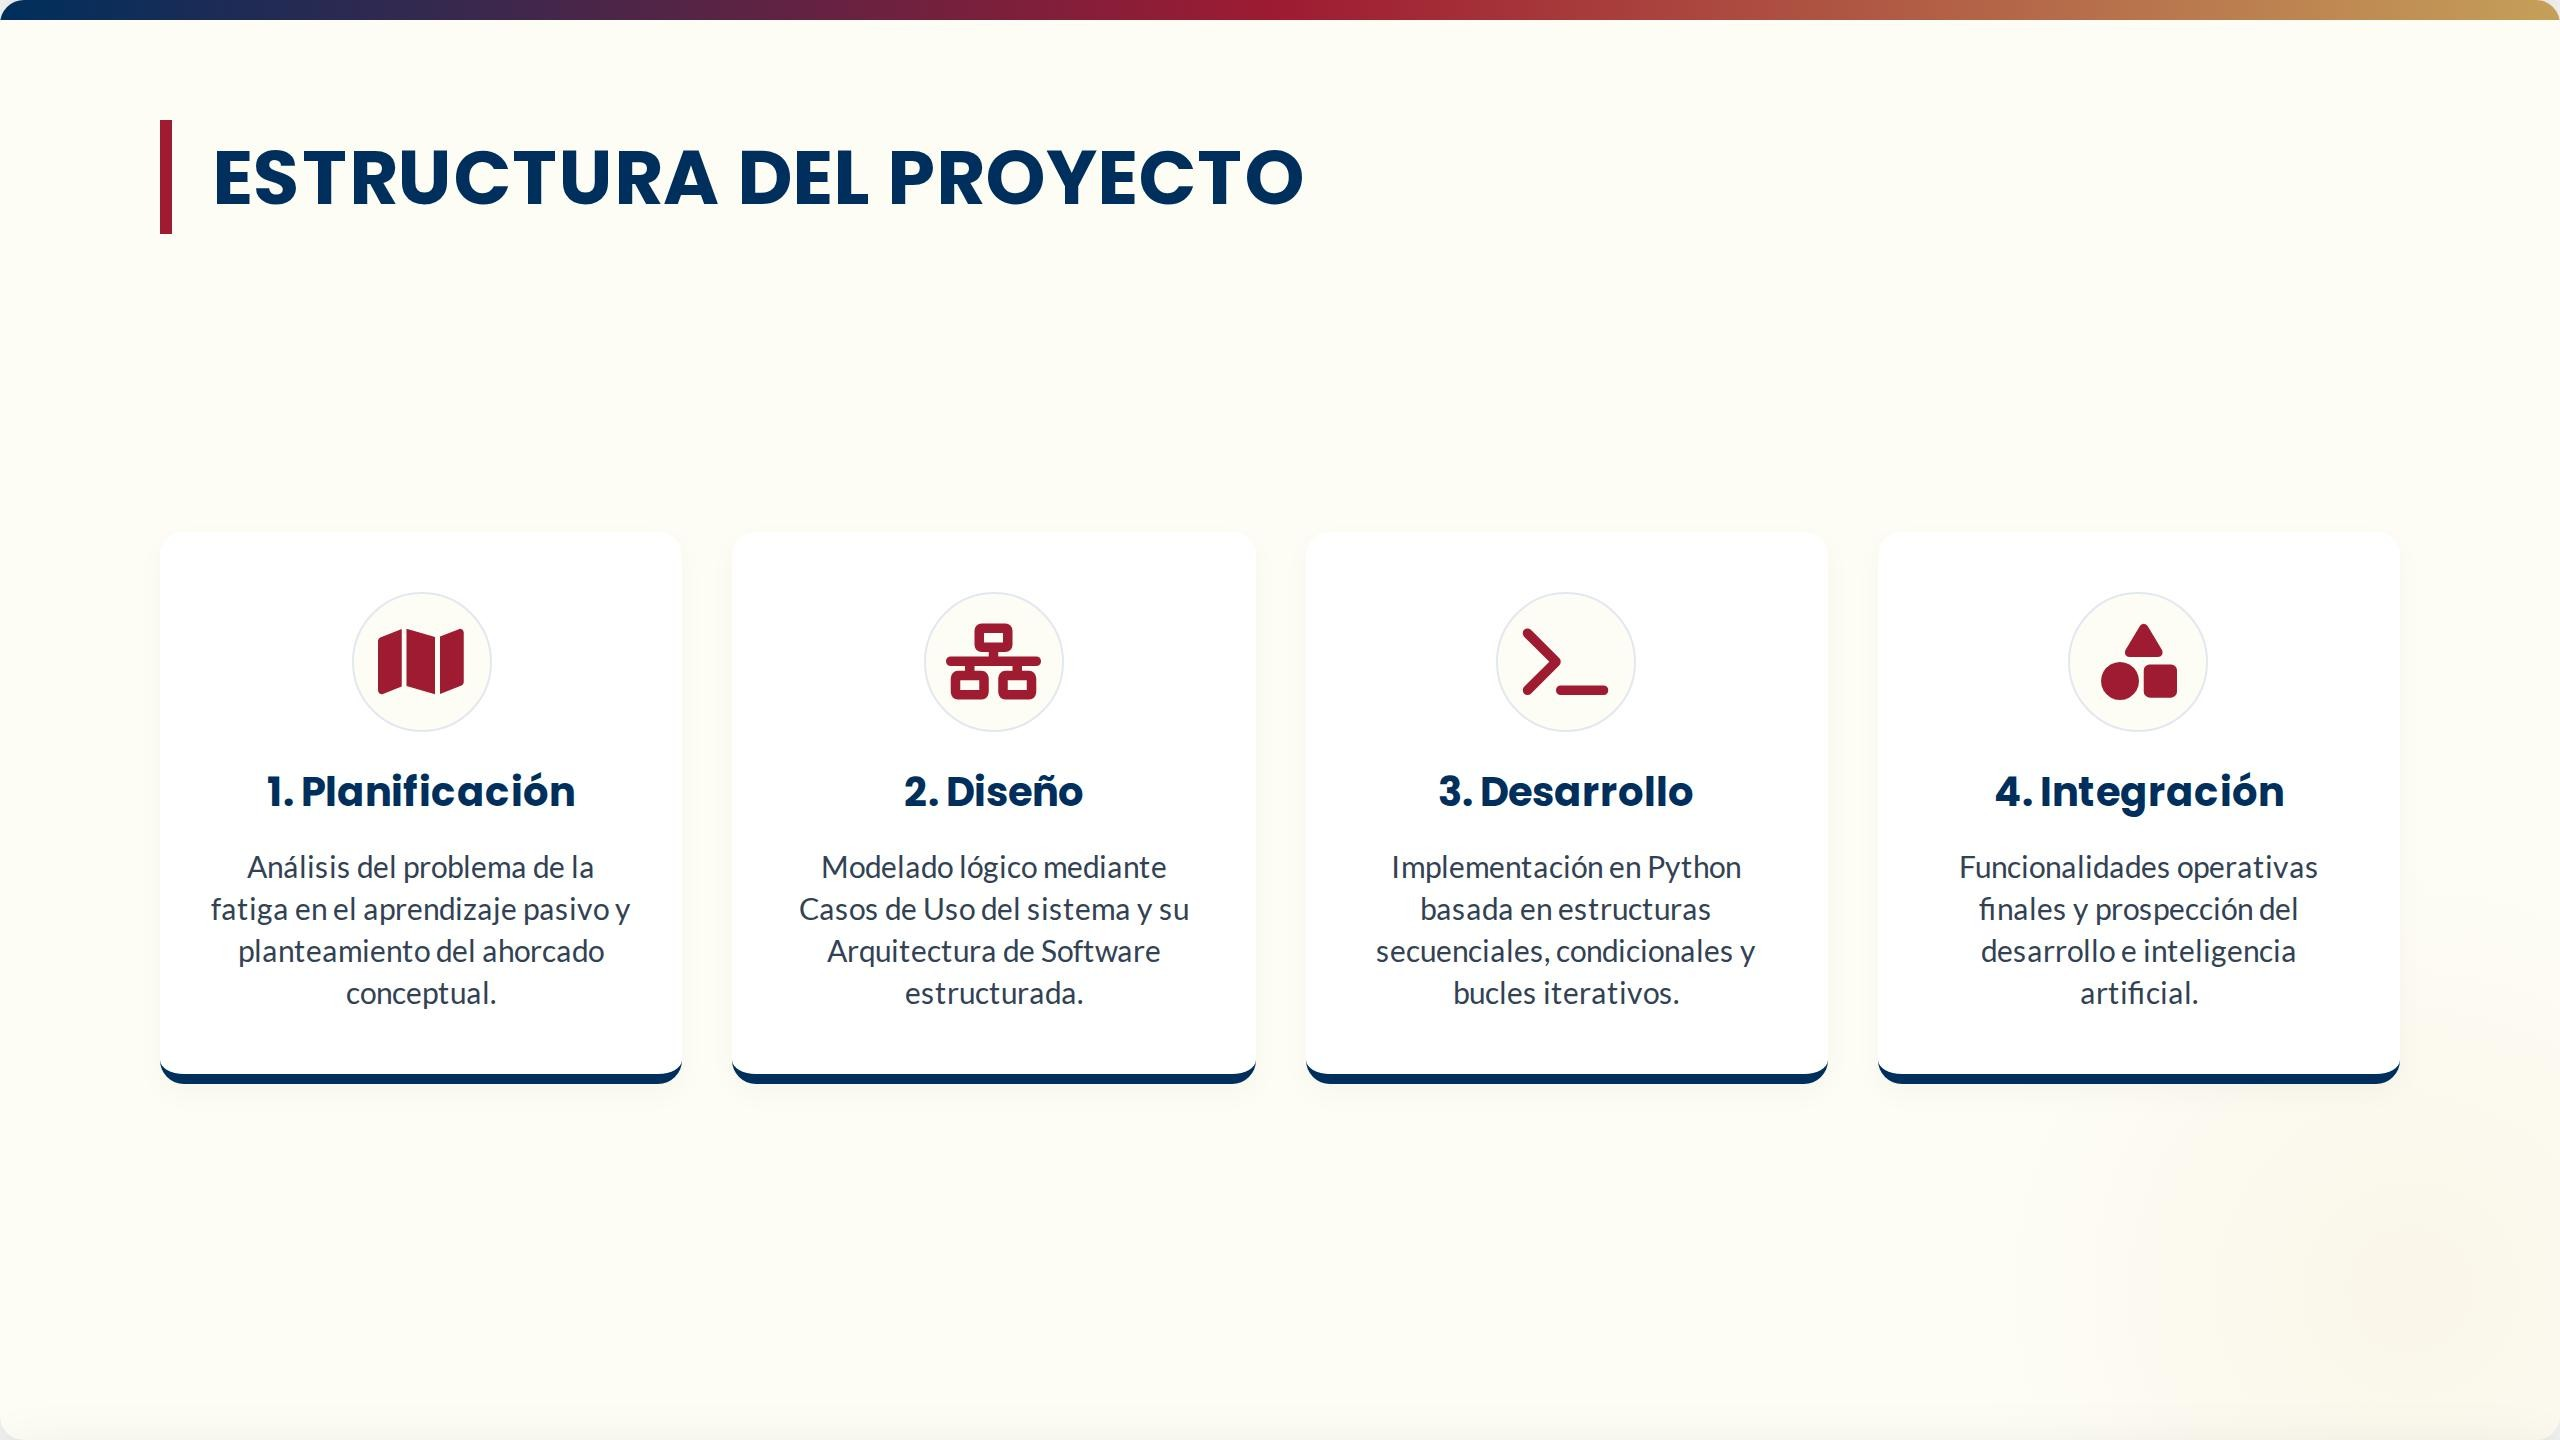 ESTRUCTURA DEL PROYECTO
1. Planificación
Análisis del problema de la
fatiga en el aprendizaje pasivo y
planteamiento del ahorcado
conceptual.
2. Diseño
Modelado lógico mediante
Casos de Uso del sistema y su
Arquitectura de Software
estructurada.
3. Desarrollo
Implementación en Python
basada en estructuras
secuenciales, condicionales y
bucles iterativos.
4. Integración
Funcionalidades operativas
finales y prospección del
desarrollo e inteligencia
artificial.